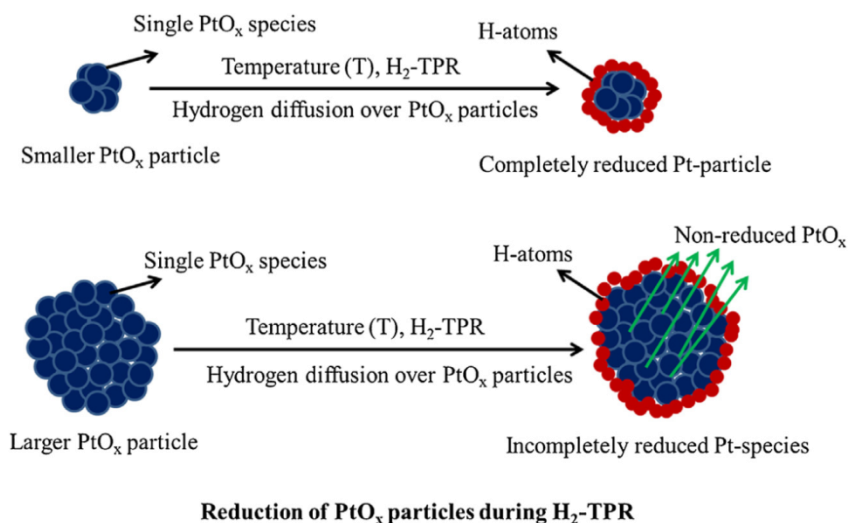 Single PtOₓ species
H-atoms
Temperature (T), H₂-TPR
Hydrogen diffusion over PtOₓ particles
Smaller PtOₓ particle
Completely reduced Pt-particle
Non-reduced PtOₓ
Single PtOₓ species
H-atoms
Temperature (T), H₂-TPR
Hydrogen diffusion over PtOₓ particles
Larger PtOₓ particle
Incompletely reduced Pt-species
Reduction of PtOₓ particles during H₂-TPR